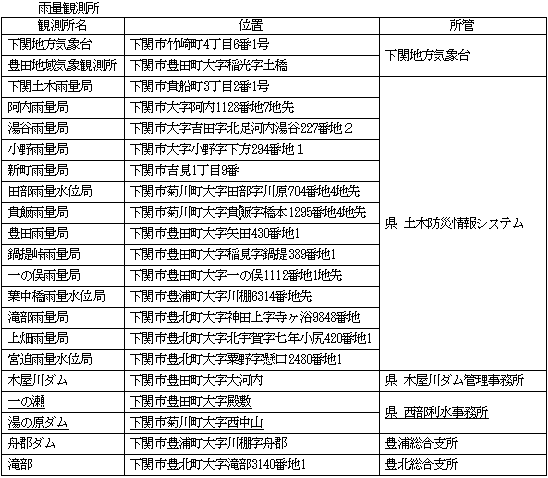 雨量観測所
観測所名 位置 所管
下関地方気象台 下関市竹崎町4丁目6番1号 下関地方気象台
豊田地域気象観測所 下関市豊田町大字稲光字土橋
下関土木雨量局 下関市貴船町3丁目2番1号 県 土木防災情報システム
阿内雨量局 下関市大字阿内1128番地7地先
湯谷雨量局 下関市大字吉田字北足河内湯谷227番地2
小野雨量局 下関市大字小野字下方294番地1
新町雨量局 下関市吉見1丁目9番
田部雨量水位局 下関市菊川町大字田部字川原704番地4地先
貴飯雨量局 下関市菊川町大字貴飯字橋本1295番地4地先
豊田雨量局 下関市豊田町大字矢田430番地1
鍋提峠雨量局 下関市豊田町大字稲見字鍋提389番地1
一の俣雨量局 下関市豊田町大字一の俣1112番地1地先
葉中橋雨量水位局 下関市豊浦町大字川棚6314番地先
滝部雨量局 下関市豊北町大字神田上字寺ヶ浴9848番地
上畑雨量局 下関市豊北町大字北宇賀字七年小尻420番地1
宮迫雨量水位局 下関市豊北町大字粟野字懸口2480番地1
木屋川ダム 下関市豊田町大字大河内 県 木屋川ダム管理事務所
一の瀬 下関市豊田町大字殿敷 県 西部利水事務所
湯の原ダム 下関市菊川町大字西中山
舟郡ダム 下関市豊浦町大字川棚字舟郡 豊浦総合支所
滝部 下関市豊北町大字滝部3140番地1 豊北総合支所